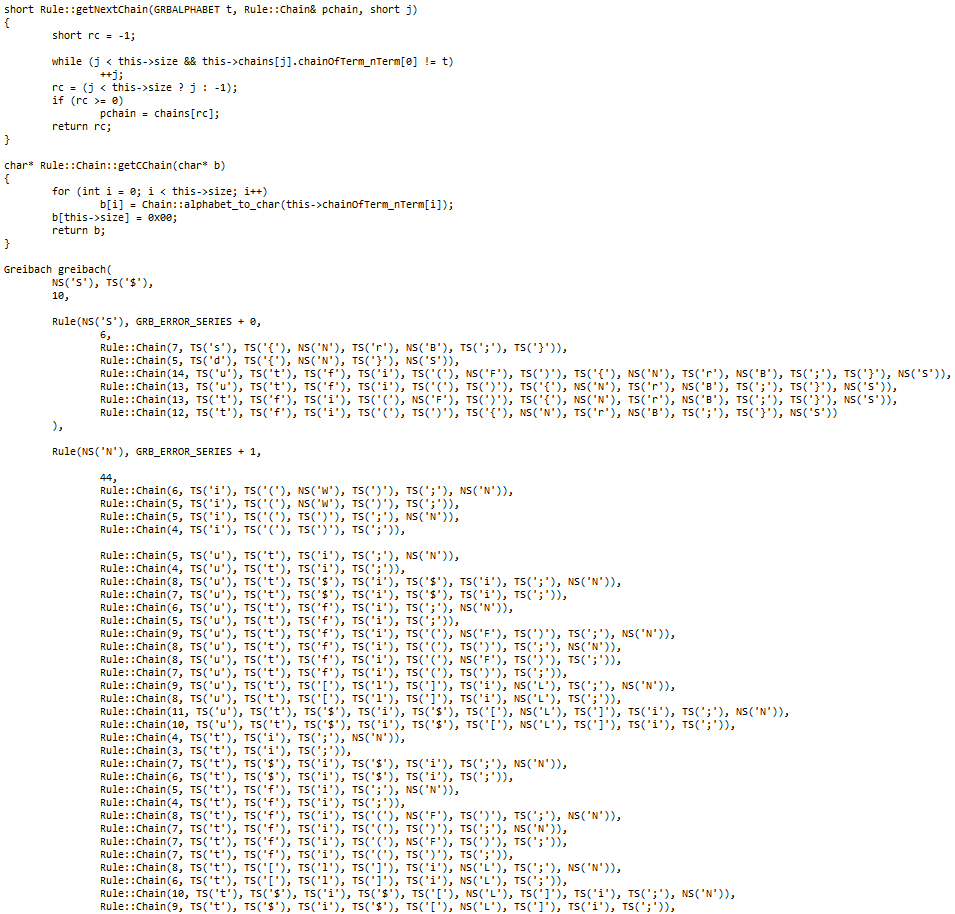 short Rule::getNextChain(GRBALPHABET t, Rule::Chain& pchain, short j)
{
short rc = -1;
while (j < this->size && this->chains[j].chainOfTerm_nTerm[0] != t)
++j;
rc = (j < this->size ? j : -1);
if (rc >= 0)
pchain = chains[rc];
return rc;
}
char* Rule::Chain::getCChain(char* b)
{
for (int i = 0; i < this->size; i++)
b[i] = Chain::alphabet_to_char(this->chainOfTerm_nTerm[i]);
b[this->size] = 0x00;
return b;
}
Greibach greibach(
NS('S'), TS('$'),
10,
Rule(NS('S'), GRB_ERROR_SERIES + 0,
6,
Rule::Chain(7, TS('s'), TS('{'), NS('N'), TS('r'), NS('B'), TS(';'), TS('}')),
Rule::Chain(5, TS('d'), TS('{'), NS('N'), TS('}'), NS('S')),
Rule::Chain(14, TS('u'), TS('t'), TS('f'), TS('i'), TS('('), NS('F'), TS(')'), TS('{'), NS('N'), TS('r'), NS('B'), TS(';'), TS('}'), NS('S')),
Rule::Chain(13, TS('u'), TS('t'), TS('f'), TS('i'), TS('('), TS(')'), TS('{'), NS('N'), TS('r'), NS('B'), TS(';'), TS('}'), NS('S')),
Rule::Chain(13, TS('t'), TS('f'), TS('i'), TS('('), NS('F'), TS(')'), TS('{'), NS('N'), TS('r'), NS('B'), TS(';'), TS('}'), NS('S')),
Rule::Chain(12, TS('t'), TS('f'), TS('i'), TS('('), TS(')'), TS('{'), NS('N'), TS('r'), NS('B'), TS(';'), TS('}'), NS('S'))
),
Rule(NS('N'), GRB_ERROR_SERIES + 1,
44,
Rule::Chain(6, TS('i'), TS('('), NS('W'), TS(')'), TS(';'), NS('N')),
Rule::Chain(5, TS('i'), TS('('), NS('W'), TS(')'), TS(';')),
Rule::Chain(5, TS('i'), TS('('), TS(')'), TS(';'), NS('N')),
Rule::Chain(4, TS('i'), TS('('), TS(')'), TS(';')),
Rule::Chain(5, TS('u'), TS('t'), TS('i'), TS(';'), NS('N')),
Rule::Chain(4, TS('u'), TS('t'), TS('i'), TS(';')),
Rule::Chain(8, TS('u'), TS('t'), TS('$'), TS('i'), TS('$'), TS('i'), TS(';'), NS('N')),
Rule::Chain(7, TS('u'), TS('t'), TS('$'), TS('i'), TS('$'), TS('i'), TS(';')),
Rule::Chain(6, TS('u'), TS('t'), TS('f'), TS('i'), TS(';'), NS('N')),
Rule::Chain(5, TS('u'), TS('t'), TS('f'), TS('i'), TS(';')),
Rule::Chain(9, TS('u'), TS('t'), TS('f'), TS('i'), TS('('), NS('F'), TS(')'), TS(';'), NS('N')),
Rule::Chain(8, TS('u'), TS('t'), TS('f'), TS('i'), TS('('), TS(')'), TS(';'), NS('N')),
Rule::Chain(8, TS('u'), TS('t'), TS('f'), TS('i'), TS('('), NS('F'), TS(')'), TS(';')),
Rule::Chain(7, TS('u'), TS('t'), TS('f'), TS('i'), TS('('), TS(')'), TS(';')),
Rule::Chain(9, TS('u'), TS('t'), TS('['), TS('l'), TS(']'), TS('i'), NS('L'), TS(';'), NS('N')),
Rule::Chain(8, TS('u'), TS('t'), TS('['), TS('l'), TS(']'), TS('i'), NS('L'), TS(';')),
Rule::Chain(11, TS('u'), TS('t'), TS('$'), TS('i'), TS('$'), TS('['), NS('L'), TS(']'), TS('i'), TS(';'), NS('N')),
Rule::Chain(10, TS('u'), TS('t'), TS('$'), TS('i'), TS('$'), TS('['), NS('L'), TS(']'), TS('i'), TS(';')),
Rule::Chain(4, TS('t'), TS('i'), TS(';'), NS('N')),
Rule::Chain(3, TS('t'), TS('i'), TS(';')),
Rule::Chain(7, TS('t'), TS('$'), TS('i'), TS('$'), TS('i'), TS(';'), NS('N')),
Rule::Chain(6, TS('t'), TS('$'), TS('i'), TS('$'), TS('i'), TS(';')),
Rule::Chain(5, TS('t'), TS('f'), TS('i'), TS(';'), NS('N')),
Rule::Chain(4, TS('t'), TS('f'), TS('i'), TS(';')),
Rule::Chain(8, TS('t'), TS('f'), TS('i'), TS('('), NS('F'), TS(')'), TS(';'), NS('N')),
Rule::Chain(7, TS('t'), TS('f'), TS('i'), TS('('), TS(')'), TS(';'), NS('N')),
Rule::Chain(7, TS('t'), TS('f'), TS('i'), TS('('), NS('F'), TS(')'), TS(';')),
Rule::Chain(7, TS('t'), TS('f'), TS('i'), TS('('), TS(')'), TS(';')),
Rule::Chain(8, TS('t'), TS('['), TS('l'), TS(']'), TS('i'), NS('L'), TS(';'), NS('N')),
Rule::Chain(6, TS('t'), TS('['), TS('l'), TS(']'), TS('i'), NS('L'), TS(';')),
Rule::Chain(10, TS('t'), TS('$'), TS('i'), TS('$'), TS('['), NS('L'), TS(']'), TS('i'), TS(';'), NS('N')),
Rule::Chain(9, TS('t'), TS('$'), TS('i'), TS('$'), TS('['), NS('L'), TS(']'), TS('i'), TS(';')),